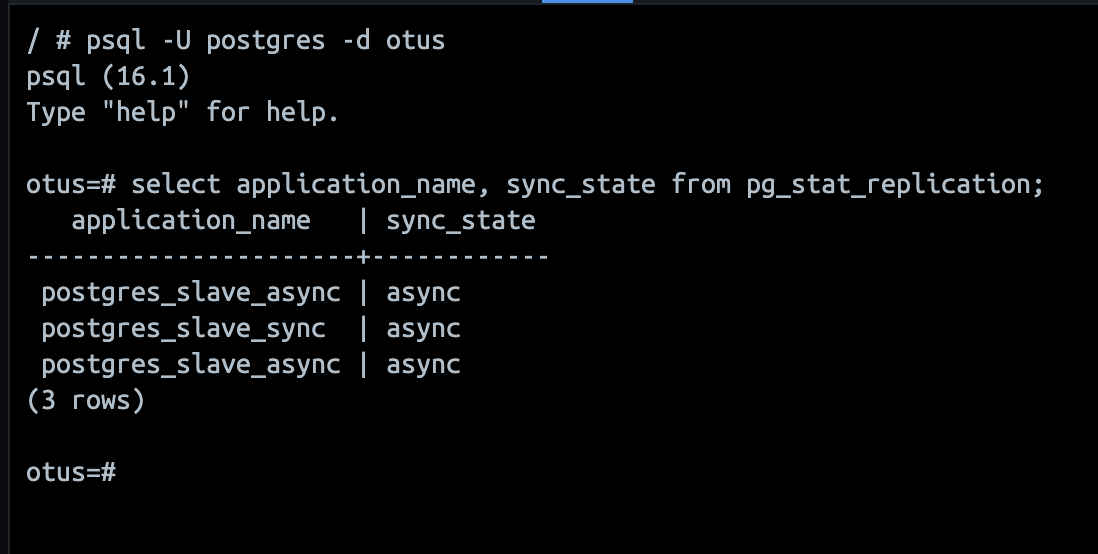 / # psql -U postgres -d otus
psql (16.1)
Type "help" for help.

otus=# select application_name, sync_state from pg_stat_replication;
   application_name   | sync_state
----------------------+------------
 postgres_slave_async | async
 postgres_slave_sync  | async
 postgres_slave_async | async
(3 rows)

otus=#